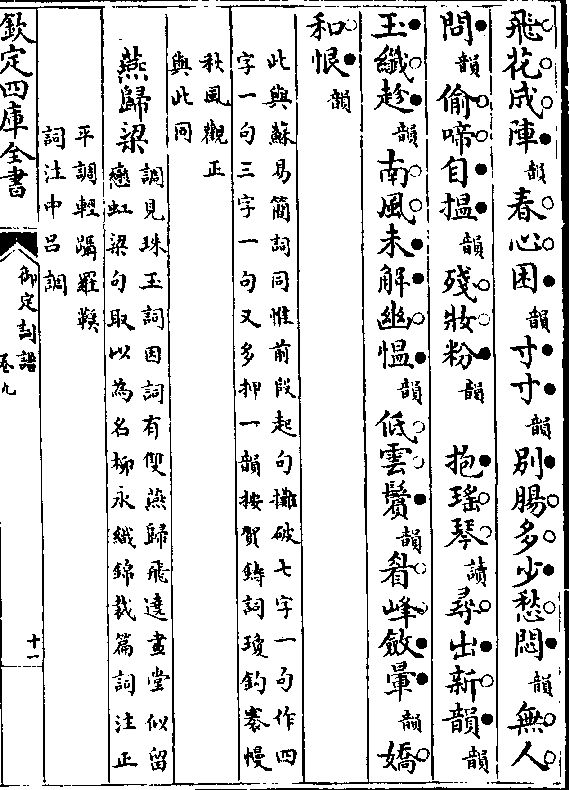 飛花成陣韻春心困韻寸寸韻別腸多少愁悶韻無人
問韻偷啼自搵韻殘妝粉韻　抱瑤琴讀尋出新韻韻
玉纖趁韻南風未解幽慍韻低雲鬢韻眉峰斂暈韻嬌
和恨韻
此與蘇易簡詞同惟前段起句攤破七字一句作四
字一句三字一句又多押一韻按賀鑄詞瓊鈎褰幔
秋風觀正
與此同
燕歸梁
調見珠玉詞因詞有雙燕歸飛遶畫堂似留
戀虹梁句取以為名柳永織錦裁篇詞注正
平調輕躡羅鞵
詞注中呂調
欽定四庫全書
御定詞譜
卷九
十一